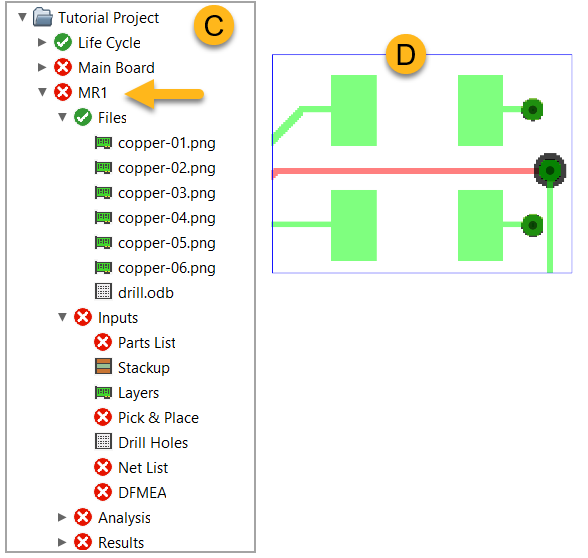 Tutorial Project
C
Life Cycle
D
Main Board
MR1
Files
copper-01.png
copper-02.png
copper-03.png
copper-04.png
copper-05.png
copper-06.png
drill.odb
Inputs
Parts List
Stackup
Layers
Pick & Place
Drill Holes
Net List
DFMEA
Analysis
Results